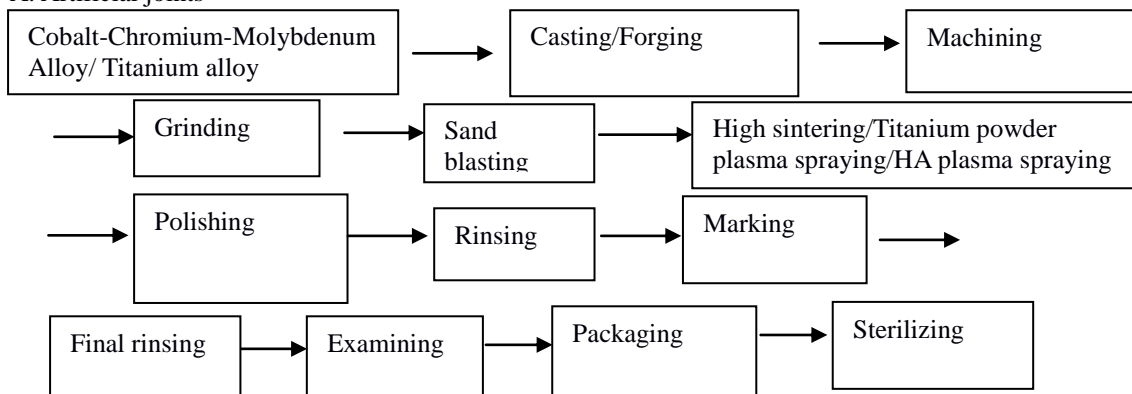 Cobalt-Chromium-Molybdenum
Alloy/ Titanium alloy
Casting/Forging
Machining
Grinding
Sand
blasting
High sintering/Titanium powder
plasma spraying/HA plasma spraying
Polishing
Rinsing
Marking
Final rinsing
Examining
Packaging
Sterilizing